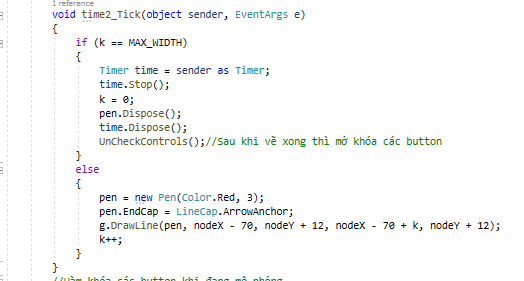 1 reference
void time2_Tick(object sender, EventArgs e)
{
if (k == MAX_WIDTH)
{
Timer time = sender as Timer;
time.Stop();
k = 0;
pen.Dispose();
time.Dispose();
UnCheckControls();//Sau khi vẽ xong thì mở khóa các button
}
else
{
pen = new Pen(Color.Red, 3);
pen.EndCap = LineCap.ArrowAnchor;
g.DrawLine(pen, nodeX - 70, nodeY + 12, nodeX - 70 + k, nodeY + 12);
k++;
}
}
//Hàm khóa các button khi đang mô phỏng